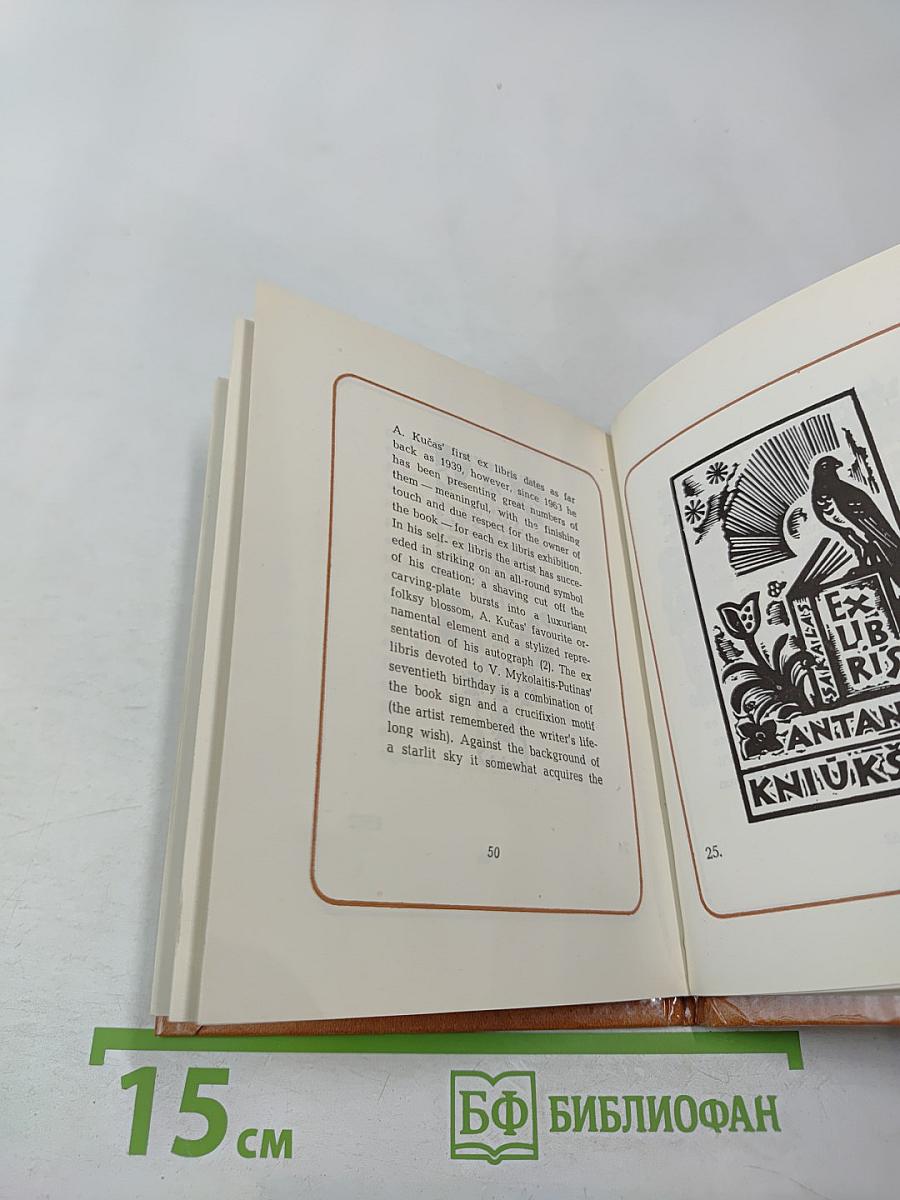 A. Kučas' first ex libris dates as far
back as 1939, however, since 1961 he
has been presenting great numbers of
them — meaningful, with the finishing
touch and due respect for the owner of
the book — for each ex libris exhibition.
In his self- ex libris the artist has succe-
eded in striking on an all-round symbol
of his creation: a shaving cut off the
carving-plate bursts into a luxuriant
folksy blossom, A. Kučas' favourite or-
namental element and a stylized repre-
sentation of his autograph (2). The ex
libris devoted to V. Mykolaitis-Putinas'
seventieth birthday is a combination of
the book sign and a crucifixion motif
(the artist remembered the writer's life-
long wish). Against the background of
a starlit sky it somewhat acquires the
50
EX
LIB
RIS
ANTAN
KNIŪKŠ
25.
15 см
БФ БИБЛИОФАН